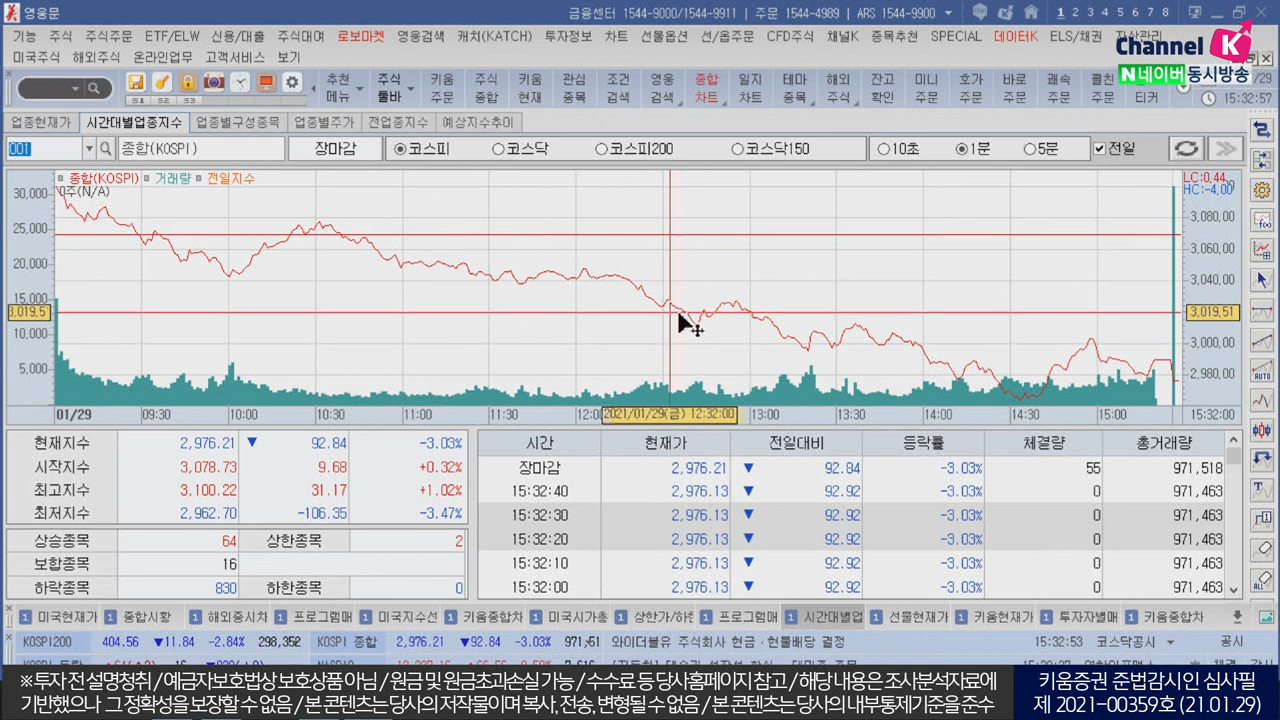 영웅문
금융센터 1544-9000/1544-9911 | 주문 1544-4989 | ARS 1544-9900
1 2 3 4 5 6 7 8
기능 주식 주식주문 ETF/ELW 신용/대출 주식대여 로보마켓 영웅검색 캐치(KATCH) 투자정보 차트 선물옵션 선/옵주문 CFD주식 채널K 종목추천 SPECIAL 데이터K ELS/채권 자산관리
미국주식 해외주식 온라인업무 고객서비스 보기
Channel K
N 네이버 동시방송
S1 S2 S3
추천 메뉴
주식 툴바
키움 주문
주식 종합
키움 현재
관심 종목
조건 검색
영웅 검색
종합 차트
일지 차트
테마 종목
해외 주식
잔고 확인
미니 주문
호가 주문
바로 주문
쾌속 주문
펼친 주문
티커
/29
15:32:57
업종현재가 시간대별업종지수 업종별구성종목 업종별주가 전업종지수 예상지수추이
001 종합(KOSPI) 장마감 코스피 코스닥 코스피200 코스닥150 10초 1분 5분 전일
종합(KOSPI) 거래량 전일지수
0주(N/A)
LC:0.44
HC:-4.00
30,000
25,000
20,000
15,000
10,000
5,000
3,019.5
3,080.00
3,060.00
3,040.00
3,019.51
3,000.00
2,980.00
01/29 09:30 10:00 10:30 11:00 11:30 12:00 2021/01/29(금) 12:32:00 13:00 13:30 14:00 14:30 15:00 15:32:00
현재지수 2,976.21 ▼ 92.84 -3.03%
시작지수 3,078.73 9.68 +0.32%
최고지수 3,100.22 31.17 +1.02%
최저지수 2,962.70 -106.35 -3.47%
상승종목 64 상한종목 2
보합종목 16
하락종목 830 하한종목 0
시간 현재가 전일대비 등락률 체결량 총거래량
장마감 2,976.21 ▼ 92.84 -3.03% 55 971,518
15:32:40 2,976.13 ▼ 92.92 -3.03% 0 971,463
15:32:30 2,976.13 ▼ 92.92 -3.03% 0 971,463
15:32:20 2,976.13 ▼ 92.92 -3.03% 0 971,463
15:32:10 2,976.13 ▼ 92.92 -3.03% 0 971,463
15:32:00 2,976.13 ▼ 92.92 -3.03% 0 971,463
1 미국현재가 1 종합시황 1 해외증시차 1 프로그램매 1 미국지수선 1 키움종합차 1 미국시가총 1 상한가/하한 1 프로그램매 1 시간대별업 1 선물현재가 1 키움현재가 1 투자자별매 1 키움종합차
KOSPI200 404.56 ▼11.84 -2.84% 298,352 KOSPI 종합 2,976.21 ▼92.84 -3.03% 971,51 와이더블유 주식회사 현금·현물배당 결정 15:32:53 코스닥공시 공시
※ 투자 전 설명청취 / 예금자보호법상 보호상품 아님 / 원금 및 원금초과손실 가능 / 수수료 등 당사홈페이지 참고 / 해당 내용은 조사분석자료에
기반했으나 그 정확성을 보장할 수 없음 / 본 콘텐츠는 당사의 저작물이며 복사, 전송, 변형될 수 없음 / 본 콘텐츠는 당사의 내부통제기준을 준수
키움증권 준법감시인 심사필
제 2021-00359호 (21.01.29)